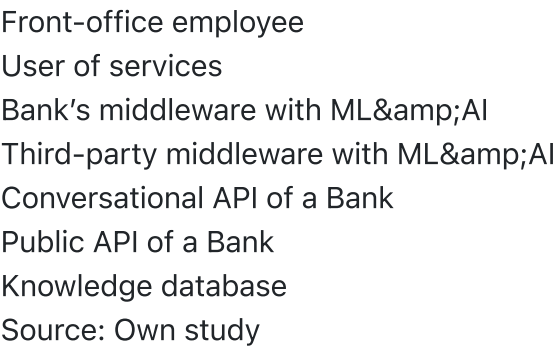 Front-office employee
User of services
Bank’s middleware with ML&amp;AI
Third-party middleware with ML&amp;AI
Conversational API of a Bank
Public API of a Bank
Knowledge database
Source: Own study